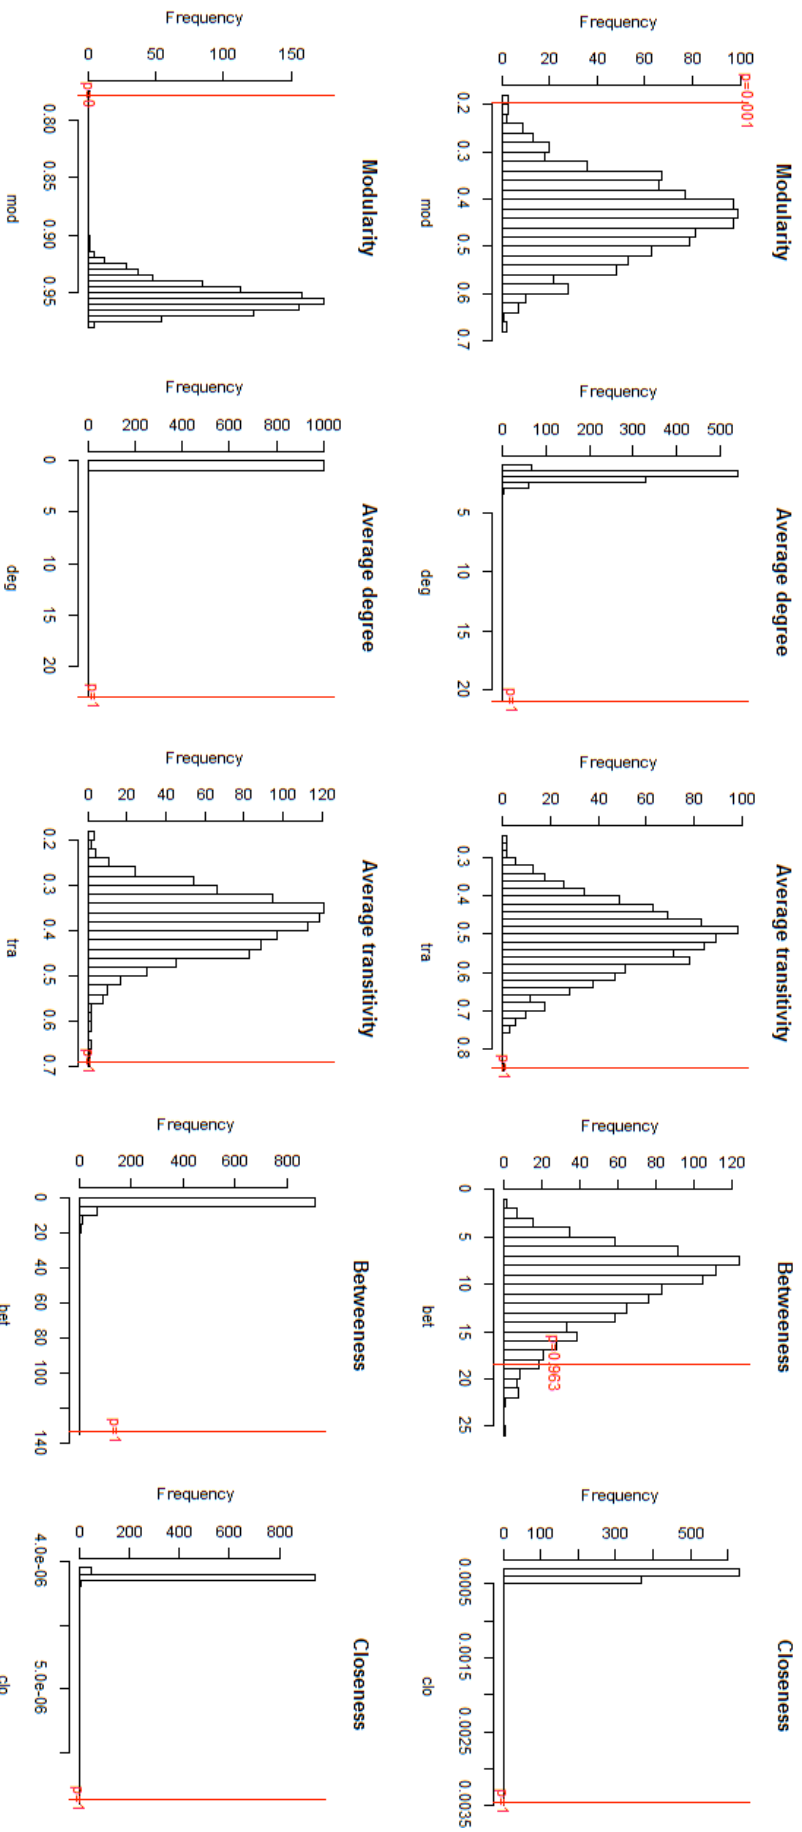 Modularity
p=0.001
Frequency
0 20 40 60 80 100
0.2 0.3 0.4 0.5 0.6 0.7
mod
Average degree
Frequency
0 100 200 300 400 500
5 10 15 20
p=1
deg
Average transitivity
Frequency
0 20 40 60 80 100
0.3 0.4 0.5 0.6 0.7 0.8
p=1
tra
Betweeness
Frequency
0 20 40 60 80 100 120
0 5 10 15 20 25
p=0.963
bet
Closeness
Frequency
0 100 300 500
0.0005 0.0015 0.0025 0.0035
p=1
clo
Modularity
Frequency
0 50 100 150
p=0
0.80 0.85 0.90 0.95
mod
Average degree
Frequency
0 200 400 600 800 1000
0 5 10 15 20
p=1
deg
Average transitivity
Frequency
0 20 40 60 80 100 120
0.2 0.3 0.4 0.5 0.6 0.7
p=1
tra
Betweeness
Frequency
0 200 400 600 800
0 20 40 60 80 100 140
p=1
bet
Closeness
Frequency
0 200 400 600 800
4.0e-06 5.0e-06
p=1
clo